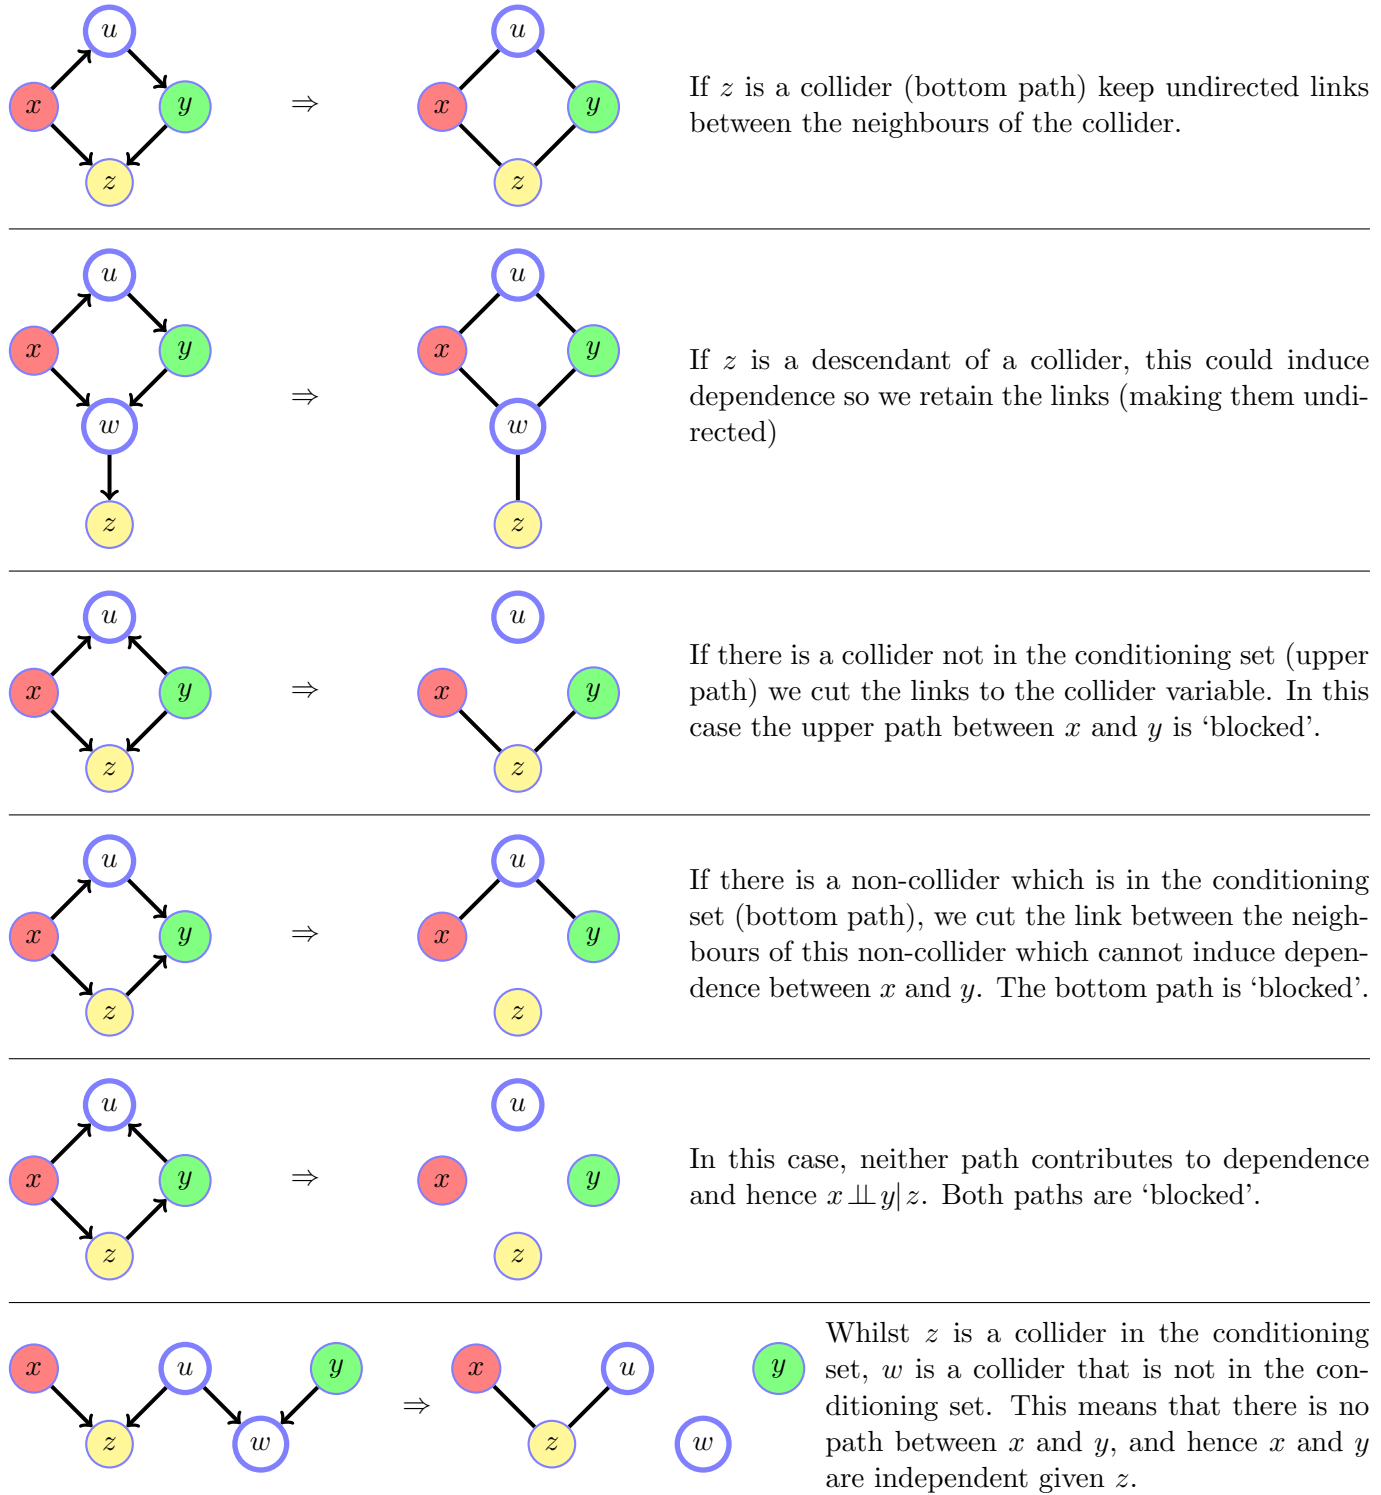 u
u
x
y
⇒
x
y
z
z
If z is a collider (bottom path) keep undirected links
between the neighbours of the collider.
u
u
x
y
x
y
⇒
w
w
z
z
If z is a descendant of a collider, this could induce
dependence so we retain the links (making them undi-
rected)
u
u
x
y
⇒
x
y
z
z
If there is a collider not in the conditioning set (upper
path) we cut the links to the collider variable. In this
case the upper path between x and y is ‘blocked’.
u
u
x
y
⇒
x
y
z
z
If there is a non-collider which is in the conditioning
set (bottom path), we cut the link between the neigh-
bours of this non-collider which cannot induce depen-
dence between x and y. The bottom path is ‘blocked’.
u
u
x
y
⇒
x
y
z
z
In this case, neither path contributes to dependence
and hence x ⫫ y| z. Both paths are ‘blocked’.
x
u
y
z
w
⇒
x
u
y
z
w
Whilst z is a collider in the conditioning
set, w is a collider that is not in the con-
ditioning set. This means that there is no
path between x and y, and hence x and y
are independent given z.